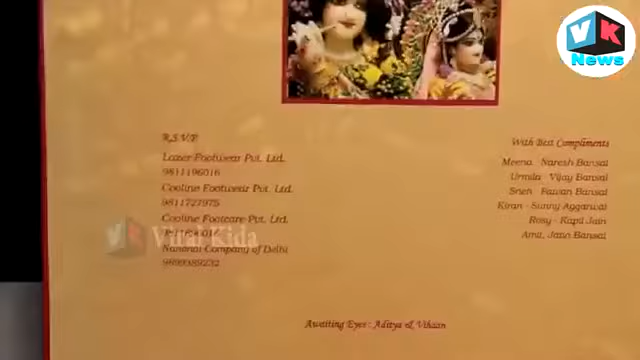 VK
News
R.S.V.P.
Lazer Footwear Pvt. Ltd.
9811196016
Cooline Footwear Pvt. Ltd.
9811727975
Cooline Footcare Pvt. Ltd.
National Company of Delhi
With Best Compliments
Meena - Naresh Bansal
Urmila - Vijay Bansal
Sneh - Pawan Bansal
Kiran - Sunny Aggarwal
Rosy - Kapil Jain
Amit, Jatin Bansal
Awaiting Eyes : Aditya & Vihaan